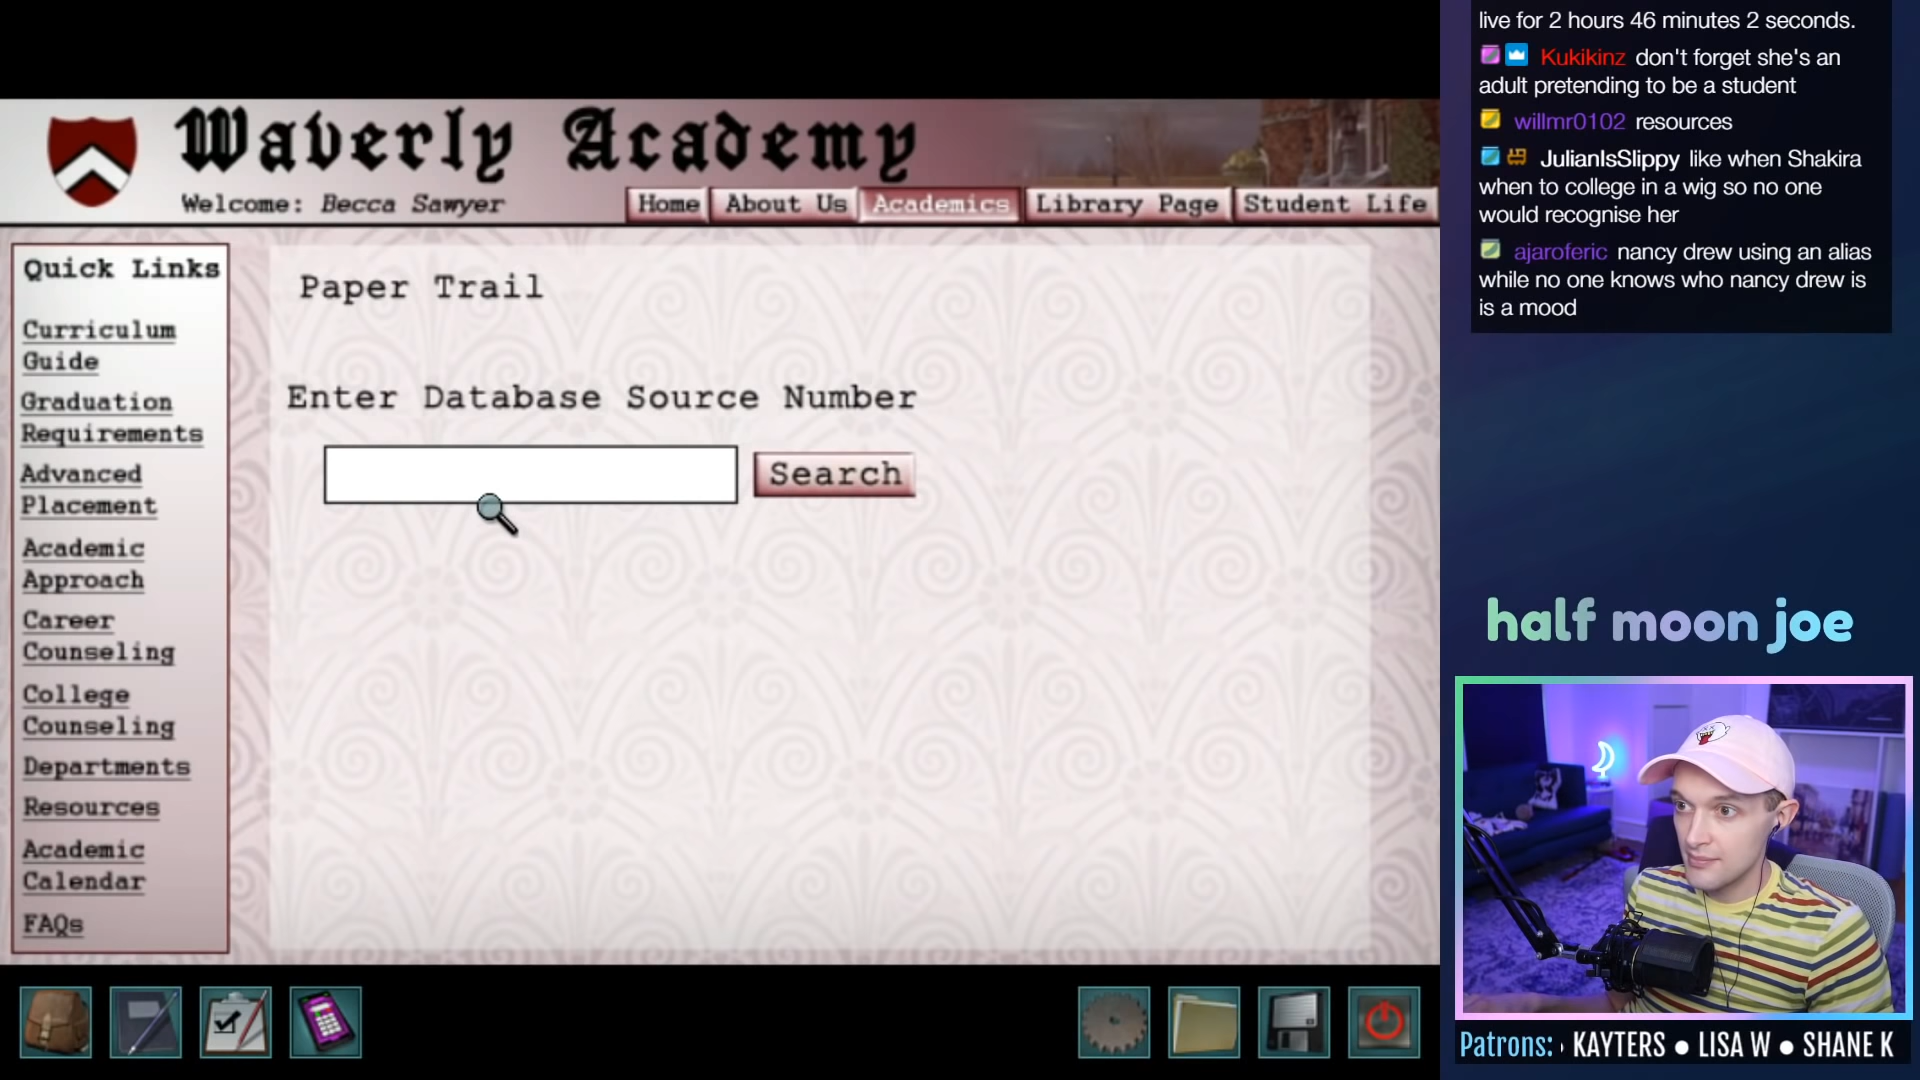 Waverly Academy
Welcome: Becca Sawyer
Home
About Us
Academics
Library Page
Student Life
Quick Links
Curriculum
Guide
Graduation
Requirements
Advanced
Placement
Academic
Approach
Career
Counseling
College
Counseling
Departments
Resources
Academic
Calendar
FAQs
Paper Trail
Enter Database Source Number
Search
live for 2 hours 46 minutes 2 seconds.
Kukikinz don't forget she's an
adult pretending to be a student
willmr0102 resources
JulianIsSlippy like when Shakira
when to college in a wig so no one
would recognise her
ajaroferic nancy drew using an alias
while no one knows who nancy drew is
is a mood
half moon joe
Patrons: KAYTERS ● LISA W ● SHANE K